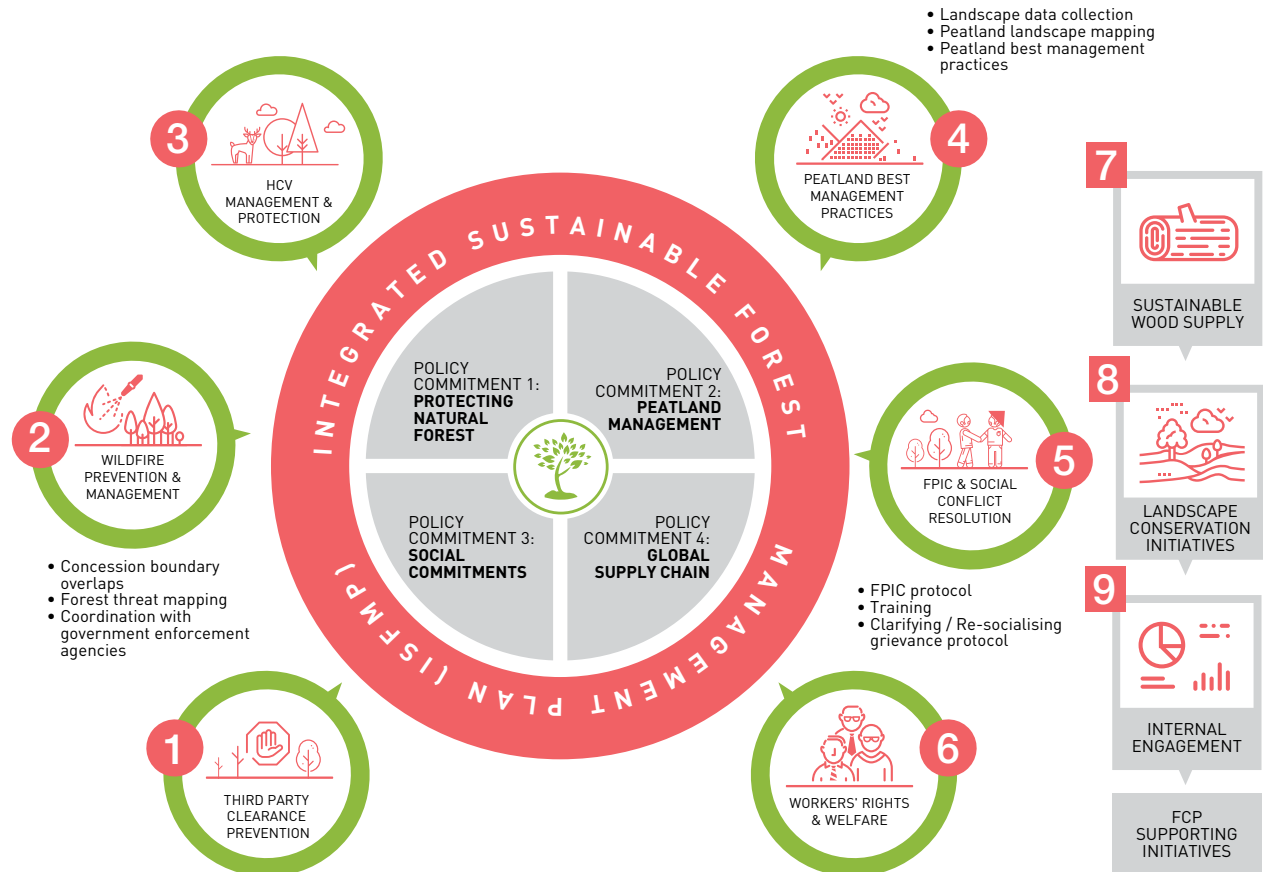 • Landscape data collection
• Peatland landscape mapping
• Peatland best management
practices
3
HCV
MANAGEMENT &
PROTECTION
4
PEATLAND BEST
MANAGEMENT
PRACTICES
INTEGRATED SUSTAINABLE FOREST
MANAGEMENT PLAN (ISFMP)
POLICY
COMMITMENT 1:
PROTECTING
NATURAL
FOREST
POLICY
COMMITMENT 2:
PEATLAND
MANAGEMENT
POLICY
COMMITMENT 3:
SOCIAL
COMMITMENTS
POLICY
COMMITMENT 4:
GLOBAL
SUPPLY CHAIN
2
WILDFIRE
PREVENTION &
MANAGEMENT
• Concession boundary
overlaps
• Forest threat mapping
• Coordination with
government enforcement
agencies
5
FPIC & SOCIAL
CONFLICT
RESOLUTION
• FPIC protocol
• Training
• Clarifying / Re-socialising
grievance protocol
1
THIRD PARTY
CLEARANCE
PREVENTION
6
WORKERS' RIGHTS
& WELFARE
7
SUSTAINABLE
WOOD SUPPLY
8
LANDSCAPE
CONSERVATION
INITIATIVES
9
INTERNAL
ENGAGEMENT
FCP
SUPPORTING
INITIATIVES